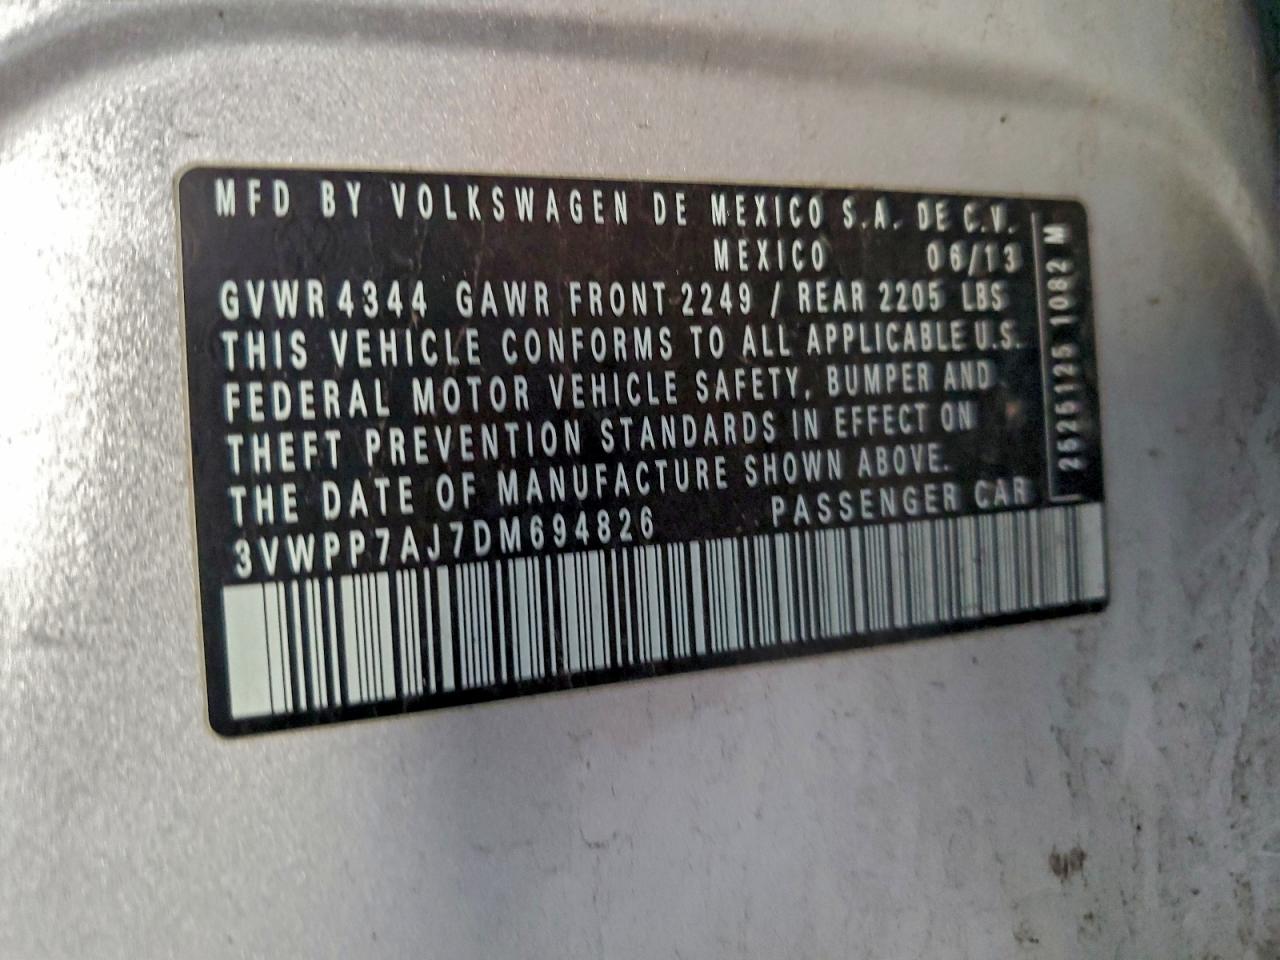 MFD BY VOLKSWAGEN DE MEXICO S.A. DE C.V.
MEXICO 06/13
GVWR 4344 GAWR FRONT 2249 / REAR 2205 LBS
THIS VEHICLE CONFORMS TO ALL APPLICABLE U.S.
FEDERAL MOTOR VEHICLE SAFETY, BUMPER AND
THEFT PREVENTION STANDARDS IN EFFECT ON
THE DATE OF MANUFACTURE SHOWN ABOVE.
3VWPP7AJ7DM694826 PASSENGER CAR
2525125 1082 M